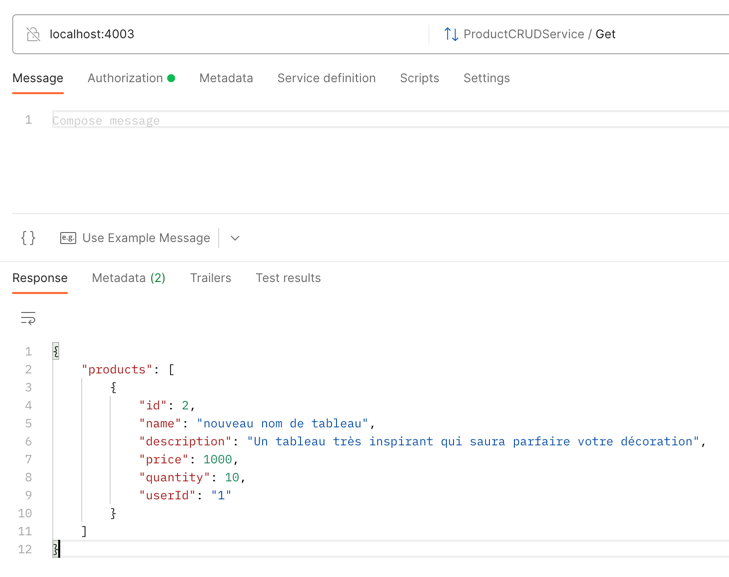 localhost:4003
ProductCRUDService / Get
Message Authorization Metadata Service definition Scripts Settings
1 Compose message
{} e.g. Use Example Message
Response Metadata (2) Trailers Test results
1 {
2 "products": [
3 {
4 "id": 2,
5 "name": "nouveau nom de tableau",
6 "description": "Un tableau très inspirant qui saura parfaire votre décoration",
7 "price": 1000,
8 "quantity": 10,
9 "userId": "1"
10 }
11 ]
12 }